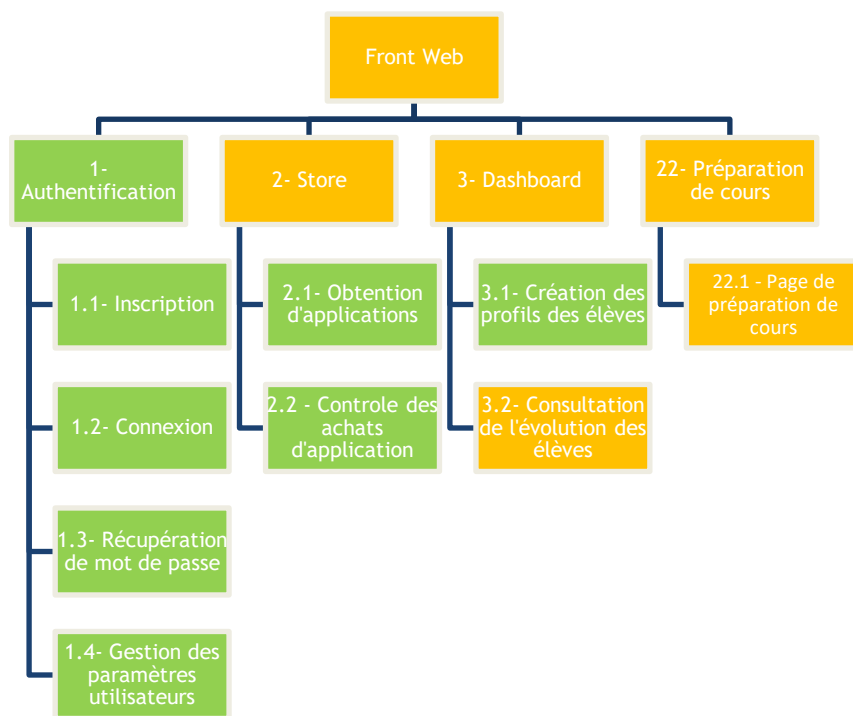 Front Web
1-
Authentification
2- Store
3- Dashboard
22- Préparation
de cours
1.1- Inscription
2.1- Obtention
d'applications
3.1- Création des
profils des élèves
22.1 - Page de
préparation de
cours
1.2- Connexion
2.2 - Controle des
achats
d'application
3.2- Consultation
de l'évolution des
élèves
1.3- Récupération
de mot de passe
1.4- Gestion des
paramètres
utilisateurs